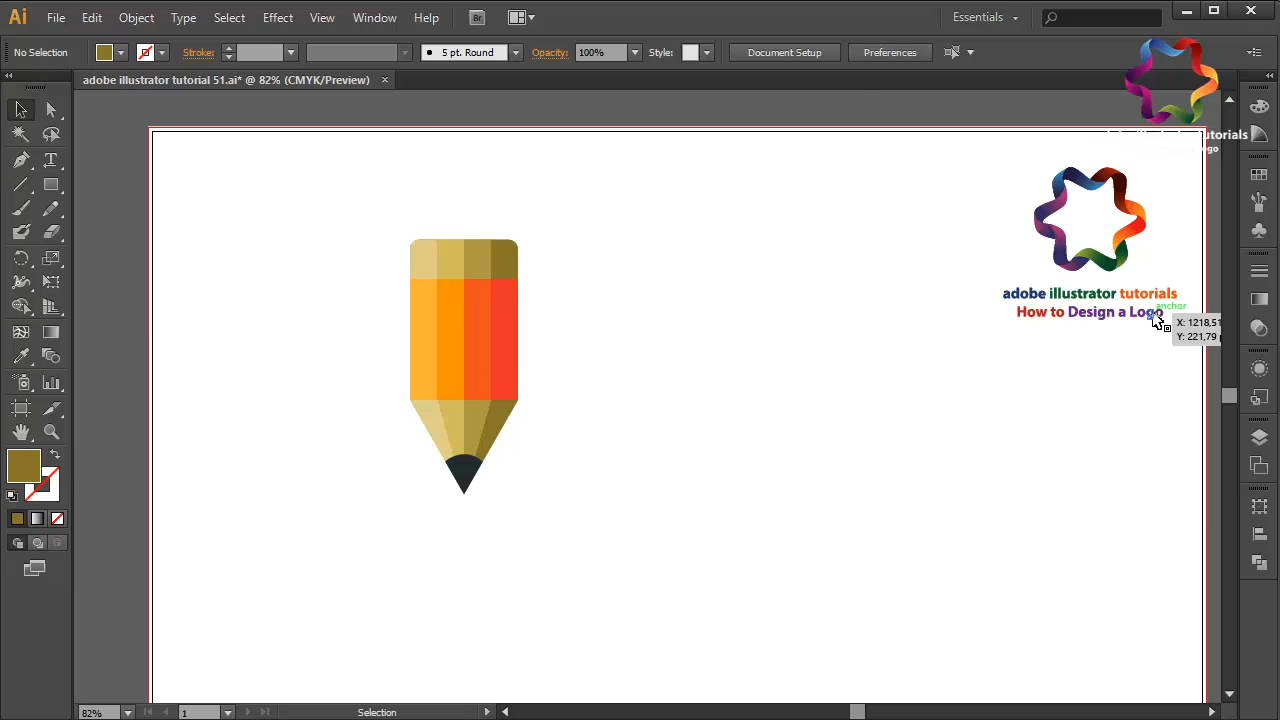 Ai File Edit Object Type Select Effect View Window Help Br Essentials
No Selection Stroke: 5 pt. Round Opacity: 100% Style: Document Setup Preferences
adobe illustrator tutorial 51.ai* @ 82% (CMYK/Preview) ×
adobe illustrator tutorials
How to Design a Logo
anchor
X: 1218,51
Y: 221,79
82% 1 Selection